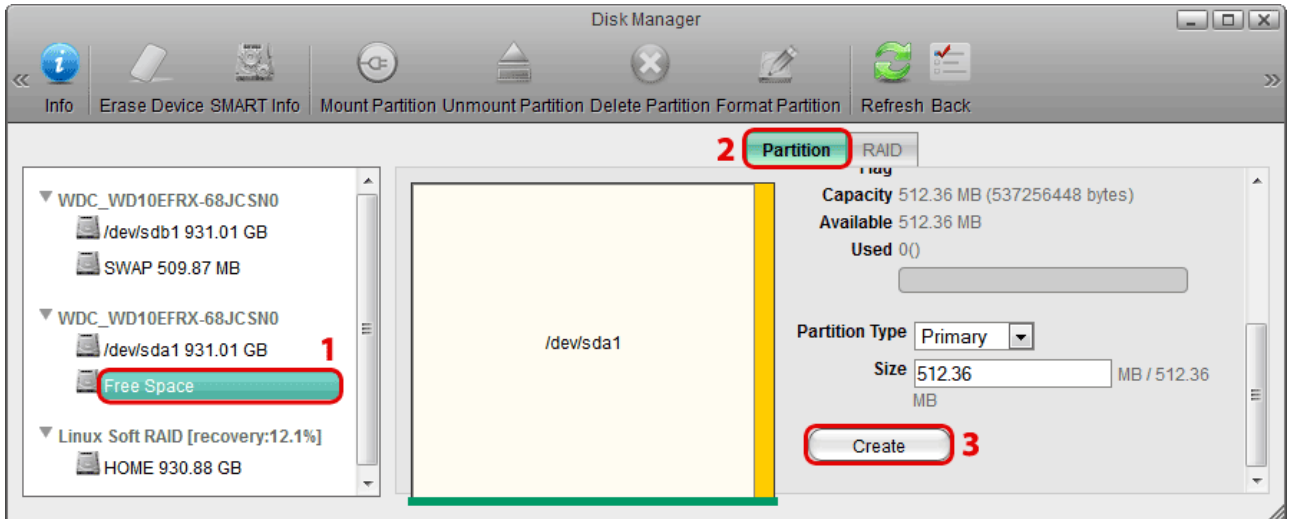 Disk Manager
Info Erase Device SMART Info Mount Partition Unmount Partition Delete Partition Format Partition Refresh Back
2 Partition RAID
WDC_WD10EFRX-68JCSN0
/dev/sdb1 931.01 GB
SWAP 509.87 MB
WDC_WD10EFRX-68JCSN0
/dev/sda1 931.01 GB
1
Free Space
Linux Soft RAID [recovery:12.1%]
HOME 930.88 GB
/dev/sda1
Flag
Capacity 512.36 MB (537256448 bytes)
Available 512.36 MB
Used 0()
Partition Type Primary
Size 512.36 MB / 512.36
MB
Create 3